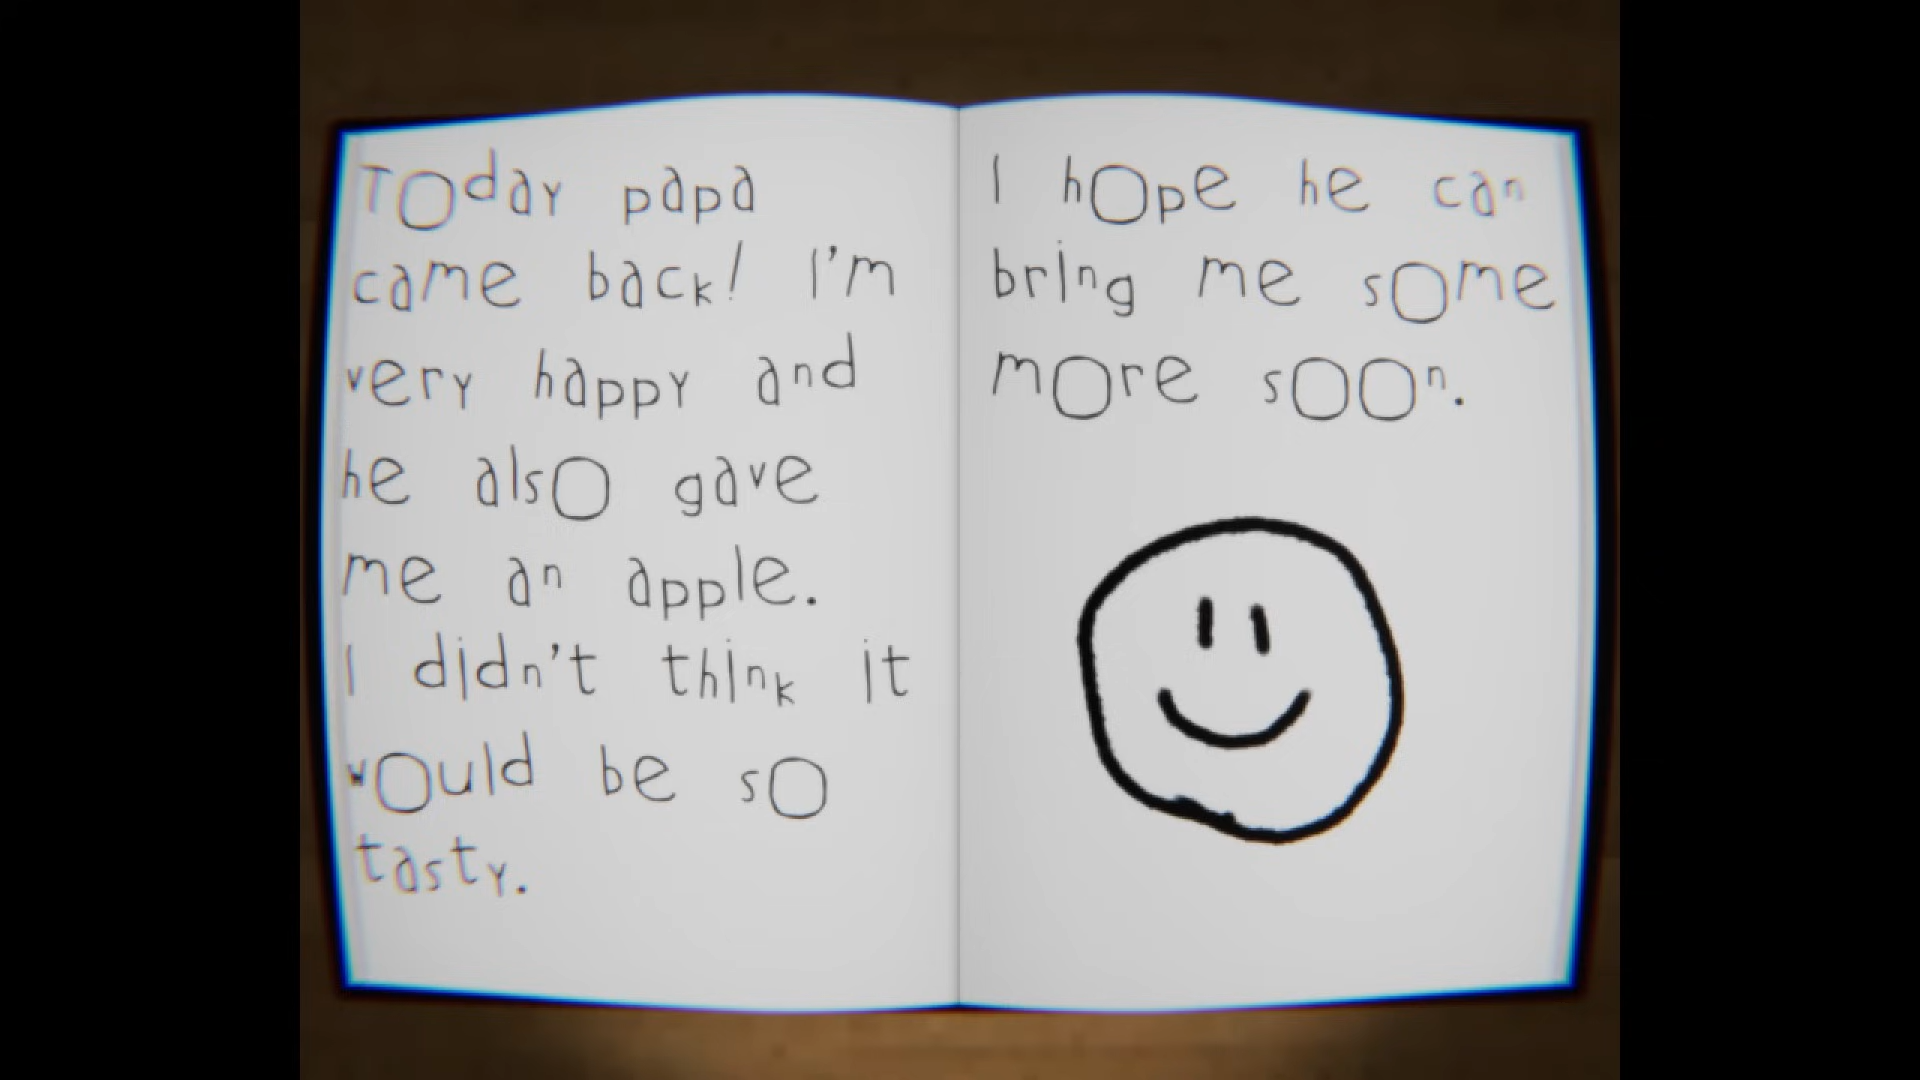 Today papa
came back! I'm
very happy and
he also gave
me an apple.
I didn't think it
would be so
tasty.
I hope he can
bring me some
more soon.